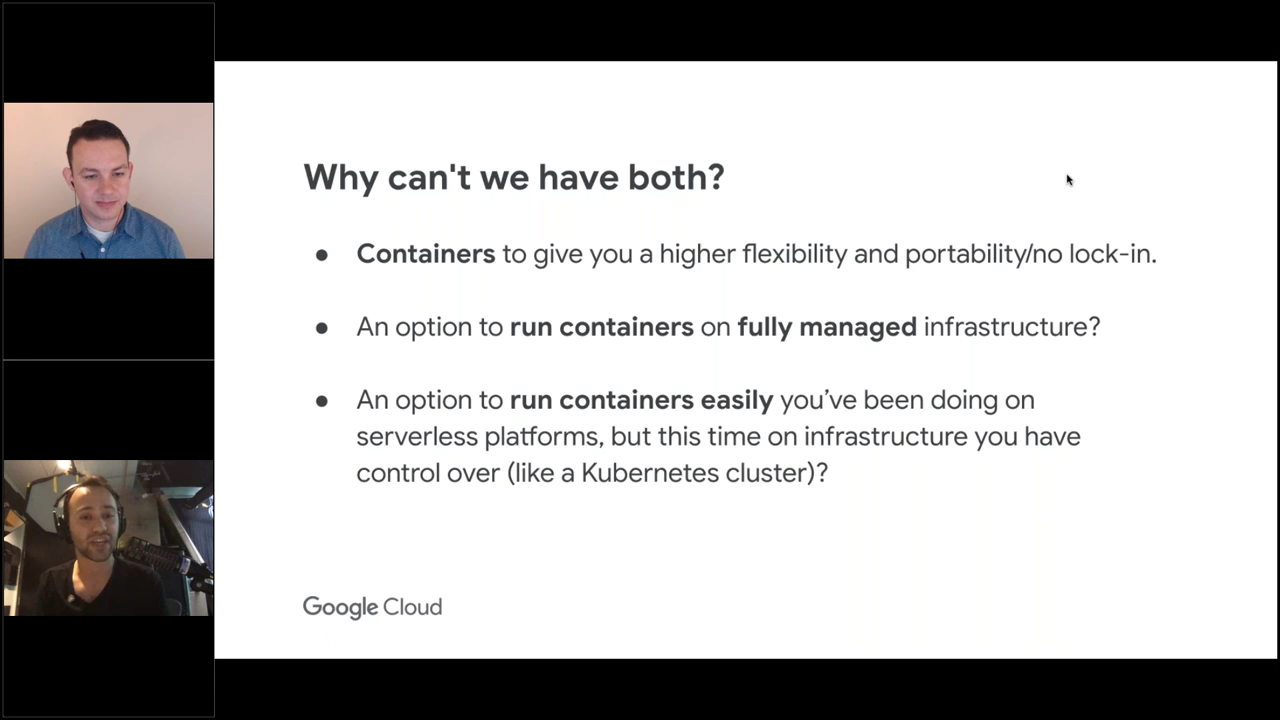 Why can't we have both?
● Containers to give you a higher flexibility and portability/no lock-in.
● An option to run containers on fully managed infrastructure?
● An option to run containers easily you’ve been doing on
serverless platforms, but this time on infrastructure you have
control over (like a Kubernetes cluster)?
Google Cloud